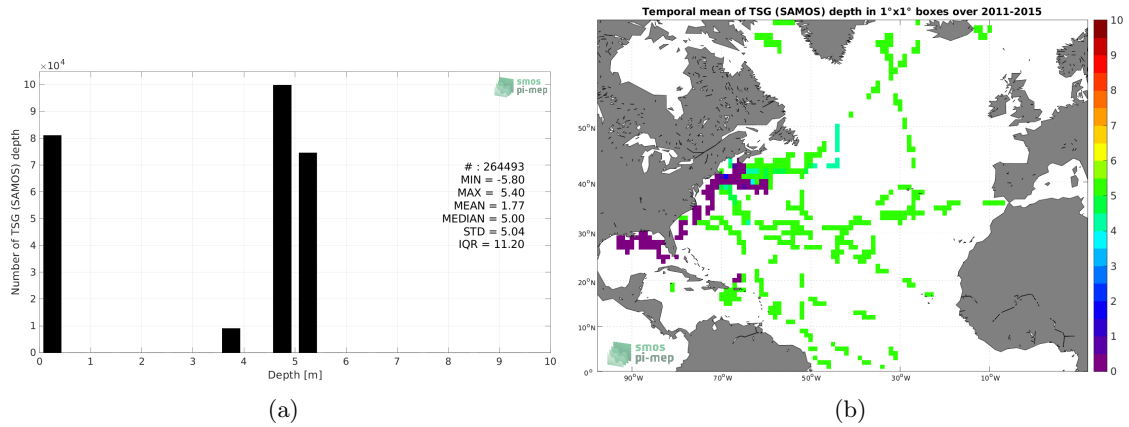 ×10⁴
10
9
8
7
6
5
4
3
2
1
0
Number of TSG (SAMOS) depth
smos
pi-mep
# : 264493
MIN = -5.80
MAX = 5.40
MEAN = 1.77
MEDIAN = 5.00
STD = 5.04
IQR = 11.20
0 1 2 3 4 5 6 7 8 9 10
Depth [m]
(a)
Temporal mean of TSG (SAMOS) depth in 1°x1° boxes over 2011-2015
50°N
40°N
30°N
20°N
10°N
0°
90°W 70°W 50°W 30°W 10°W
smos
pi-mep
10
9
8
7
6
5
4
3
2
1
0
(b)